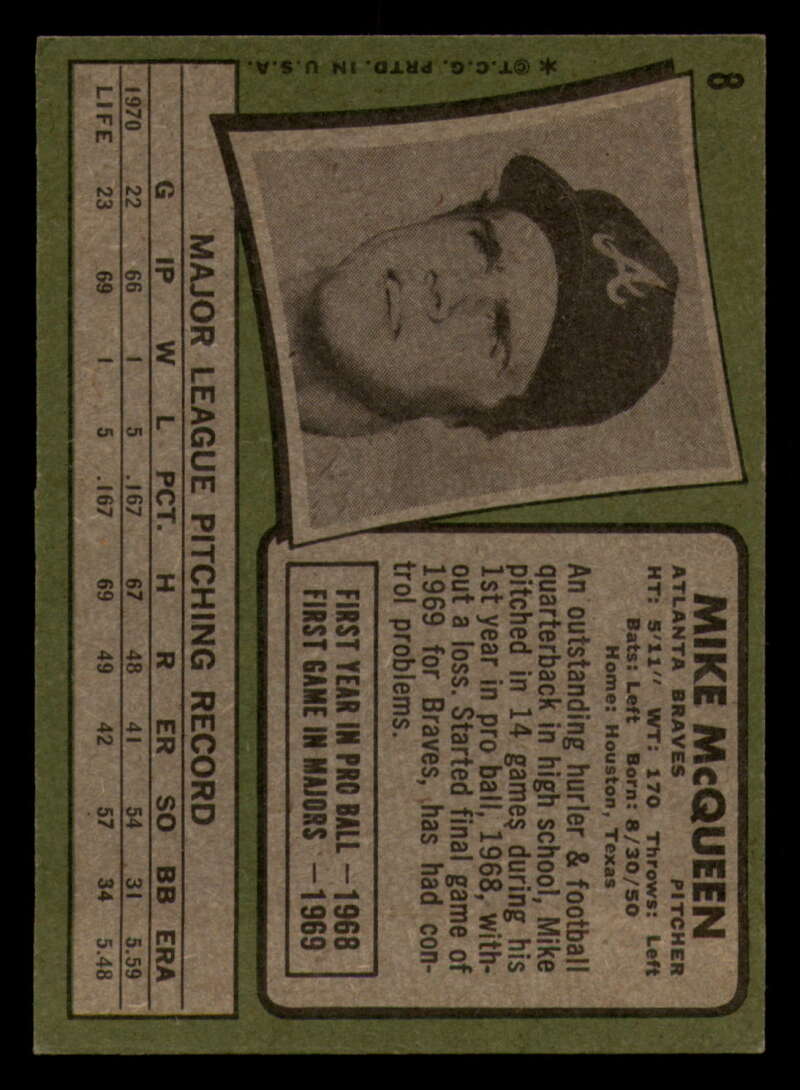 8
*©T.C.G. PRTD. IN U.S.A.
A
MIKE McQUEEN
ATLANTA BRAVES PITCHER
HT: 5'11" WT: 170 Throws: Left
Bats: Left Born: 8/30/50
Home: Houston, Texas
An outstanding hurler & football
quarterback in high school, Mike
pitched in 14 games during his
1st year in pro ball, 1968, with-
out a loss. Started final game of
1969 for Braves, has had con-
trol problems.
FIRST YEAR IN PRO BALL — 1968
FIRST GAME IN MAJORS — 1969
MAJOR LEAGUE PITCHING RECORD
G IP W L PCT. H R ER SO BB ERA
1970 22 66 1 5 .167 67 48 41 54 31 5.59
LIFE 23 69 1 5 .167 69 49 42 57 34 5.48